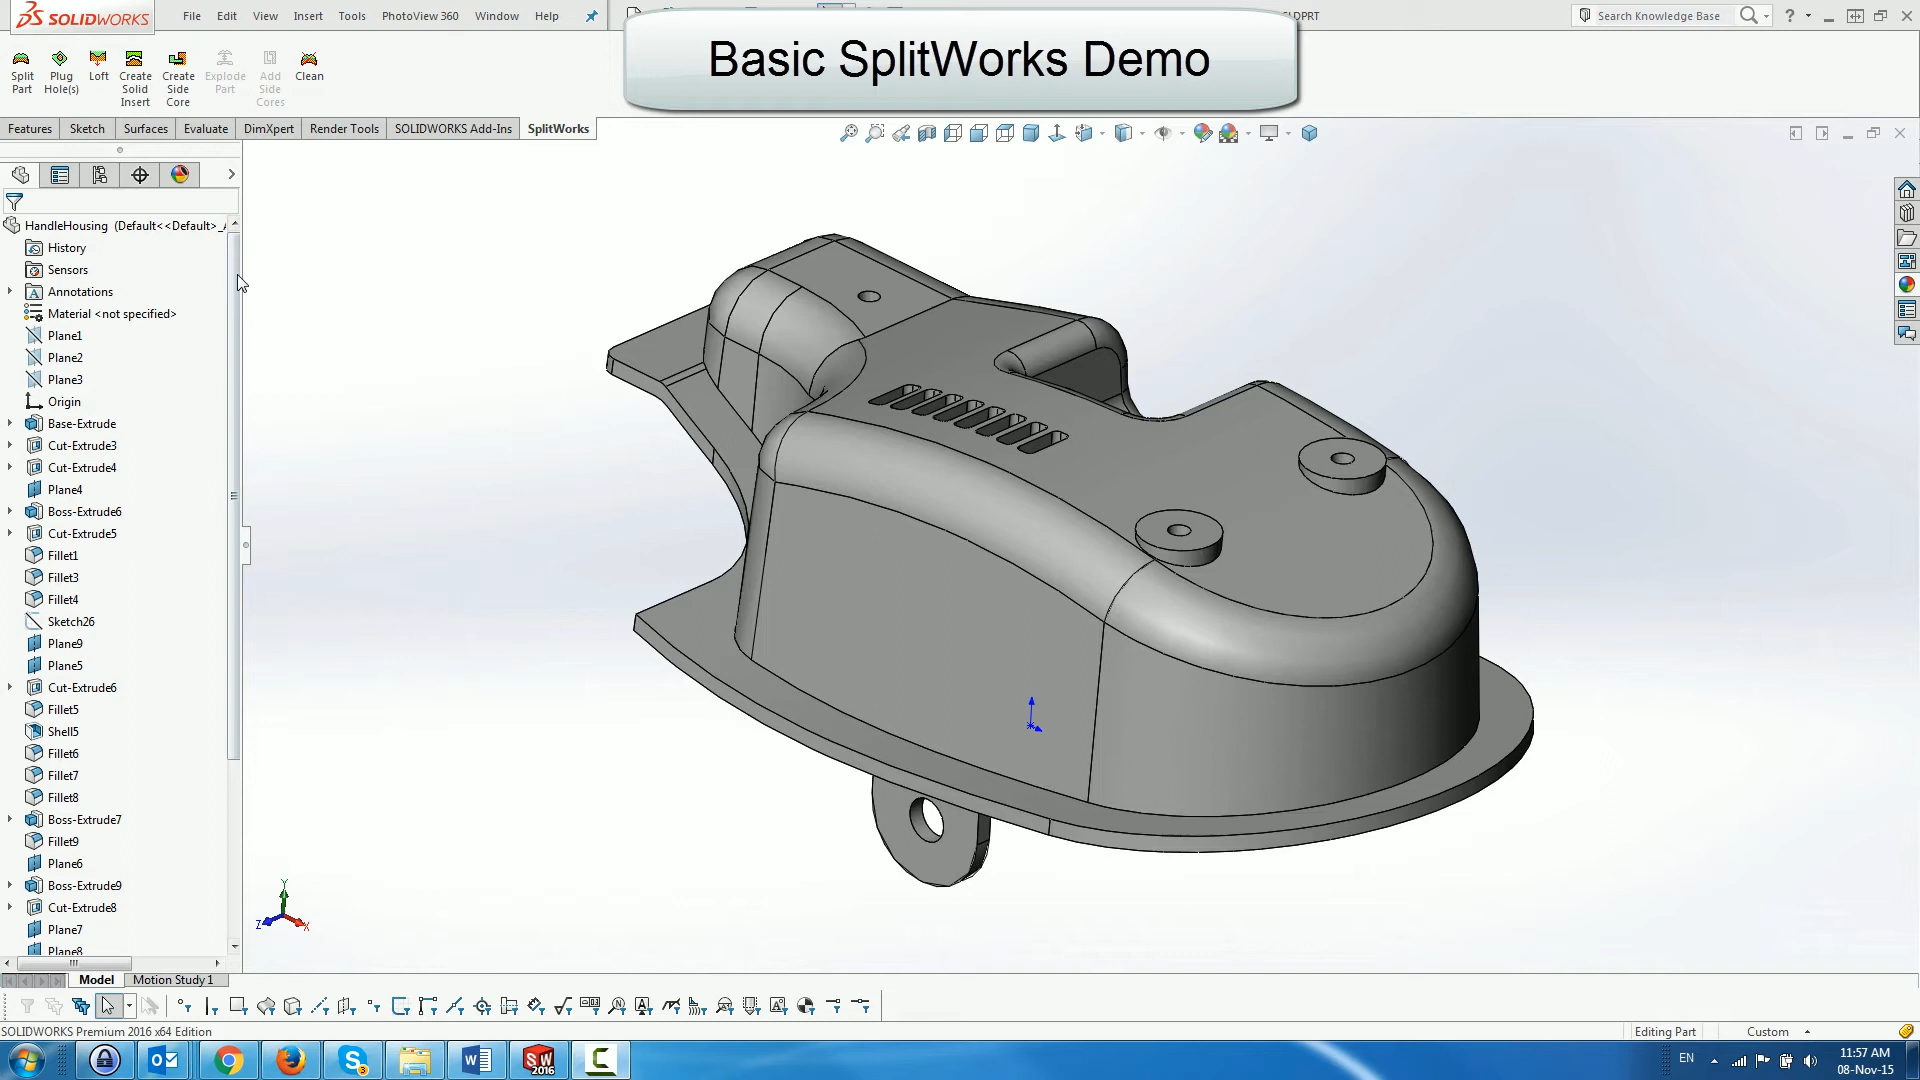 SOLIDWORKS File Edit View Insert Tools PhotoView 360 Window Help LDPRT Search Knowledge Base ?
Basic SplitWorks Demo
Split Part
Plug Hole(s)
Loft
Create Solid Insert
Create Side Core
Explode Part
Add Side Cores
Clean
Features Sketch Surfaces Evaluate DimXpert Render Tools SOLIDWORKS Add-Ins SplitWorks
HandleHousing (Default<<Default>_
History
Sensors
Annotations
Material <not specified>
Plane1
Plane2
Plane3
Origin
Base-Extrude
Cut-Extrude3
Cut-Extrude4
Plane4
Boss-Extrude6
Cut-Extrude5
Fillet1
Fillet3
Fillet4
Sketch26
Plane9
Plane5
Cut-Extrude6
Fillet5
Shell5
Fillet6
Fillet7
Fillet8
Boss-Extrude7
Fillet9
Plane6
Boss-Extrude9
Cut-Extrude8
Plane7
Plane8
Y
Z
X
Model Motion Study 1
SOLIDWORKS Premium 2016 x64 Edition Editing Part Custom
SW 2016
EN
11:57 AM
08-Nov-15